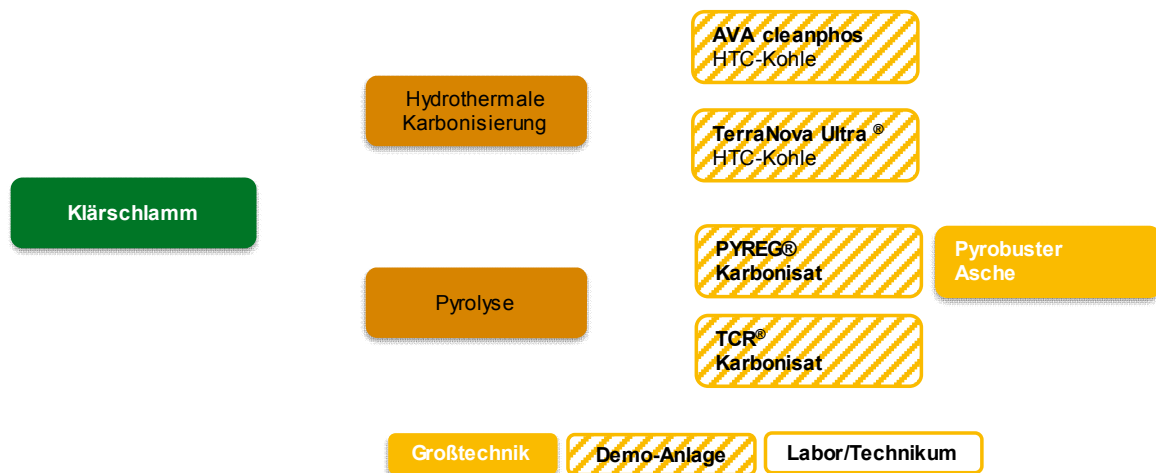 AVA cleanphos
HTC-Kohle
Hydrothermale
Karbonisierung
TerraNova Ultra ®
HTC-Kohle
Klärschlamm
PYREG®
Karbonisat
Pyrobuster
Asche
Pyrolyse
TCR®
Karbonisat
Großtechnik
Demo-Anlage
Labor/Technikum